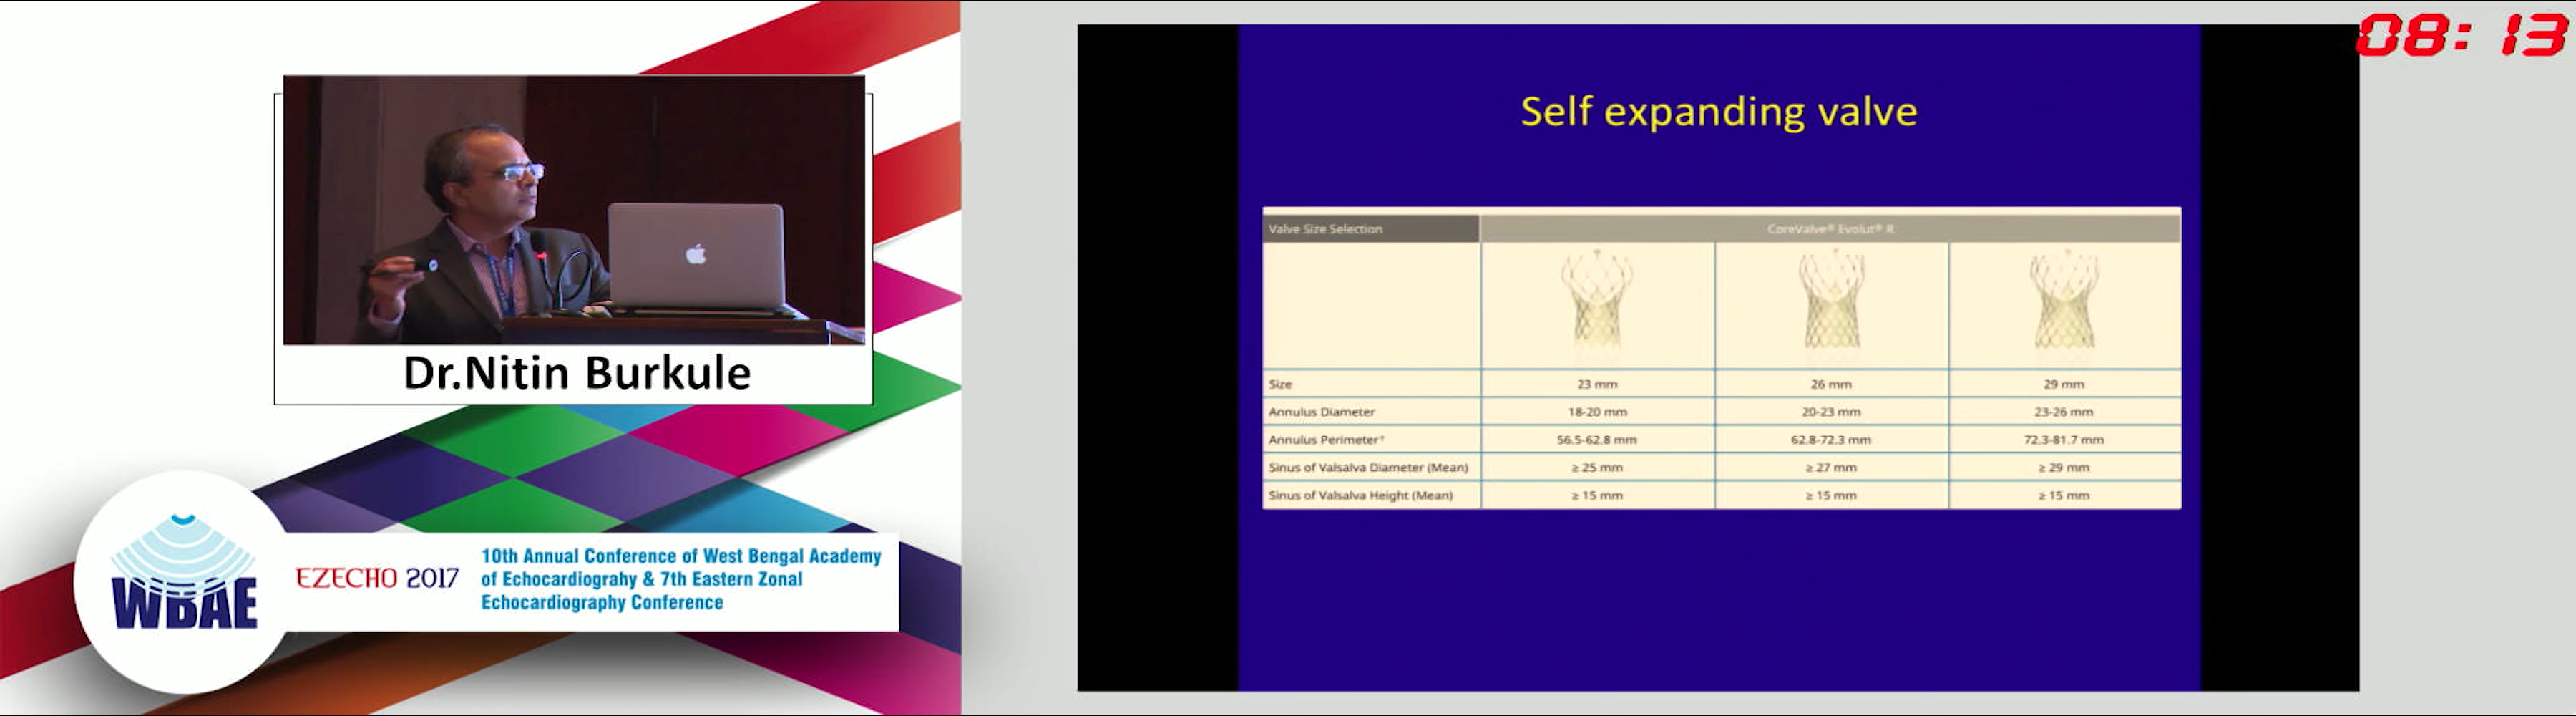 08:13
Dr.Nitin Burkule
WBAE
EZECHO 2017
10th Annual Conference of West Bengal Academy
of Echocardiograhy & 7th Eastern Zonal
Echocardiography Conference
Self expanding valve
Valve Size Selection CoreValve® Evolut® R
Size 23 mm 26 mm 29 mm
Annulus Diameter 18-20 mm 20-23 mm 23-26 mm
Annulus Perimeter† 56.5-62.8 mm 62.8-72.3 mm 72.3-81.7 mm
Sinus of Valsalva Diameter (Mean) ≥ 25 mm ≥ 27 mm ≥ 29 mm
Sinus of Valsalva Height (Mean) ≥ 15 mm ≥ 15 mm ≥ 15 mm